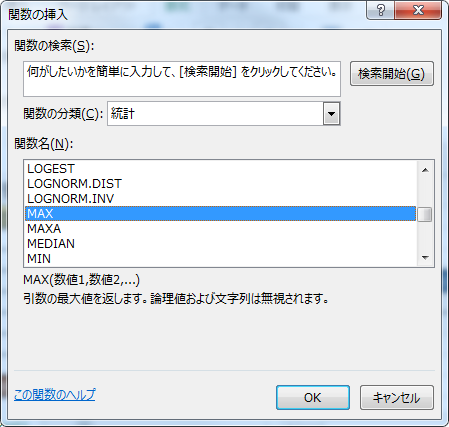 関数の挿入
関数の検索(S):
何がしたいかを簡単に入力して、[検索開始] をクリックしてください。
検索開始(G)
関数の分類(C): 統計
関数名(N):
LOGEST
LOGNORM.DIST
LOGNORM.INV
MAX
MAXA
MEDIAN
MIN
MAX(数値1,数値2,...)
引数の最大値を返します。論理値および文字列は無視されます。
この関数のヘルプ
OK
キャンセル